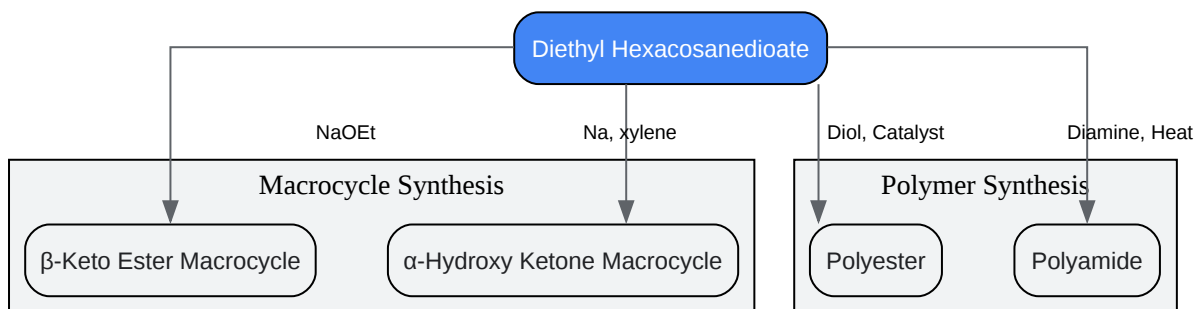 Diethyl Hexacosanedioate
NaOEt
Na, xylene
Diol, Catalyst
Diamine, Heat
Macrocycle Synthesis
Polymer Synthesis
β-Keto Ester Macrocycle
α-Hydroxy Ketone Macrocycle
Polyester
Polyamide